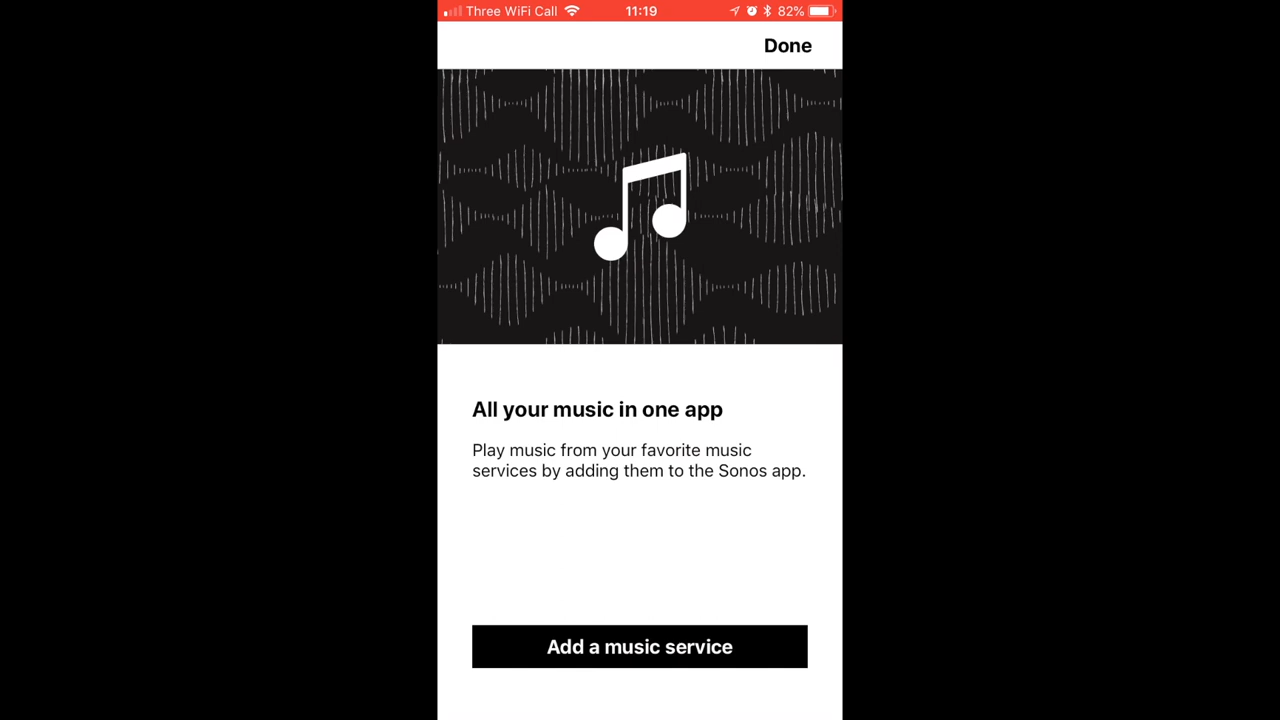 Three WiFi Call 11:19 82%
Done
All your music in one app
Play music from your favorite music
services by adding them to the Sonos app.
Add a music service